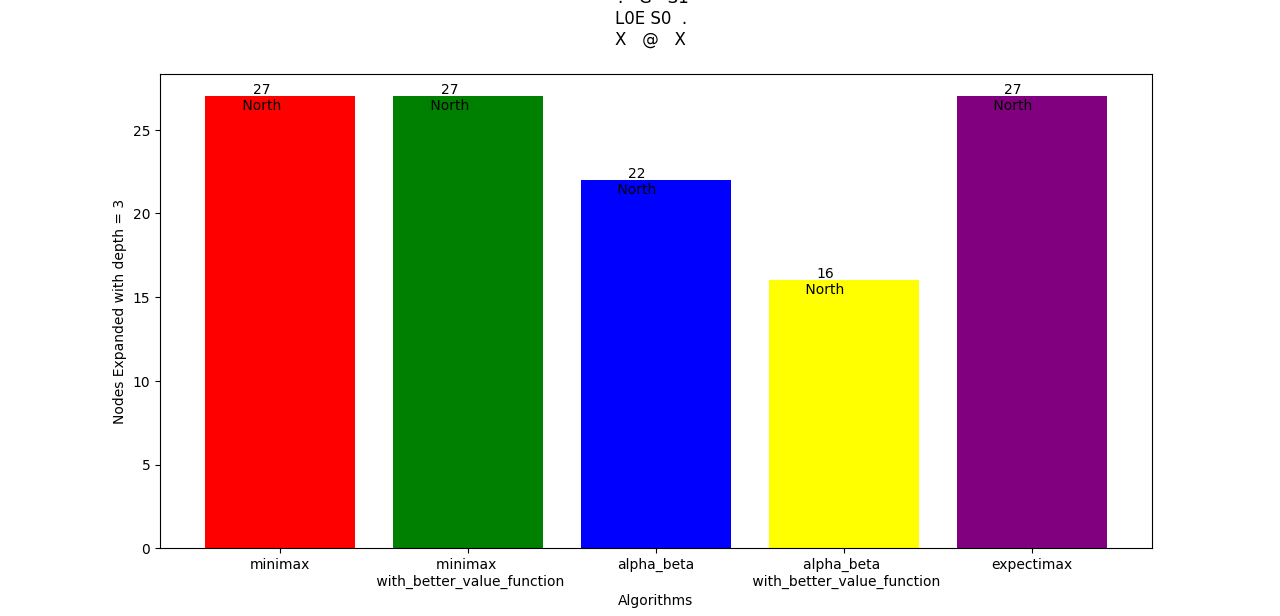 L0E S0 .
X @ X
27
North
27
North
22
North
16
North
27
North
Nodes Expanded with depth = 3
25
20
15
10
5
0
minimax
minimax
with_better_value_function
alpha_beta
alpha_beta
with_better_value_function
expectimax
Algorithms